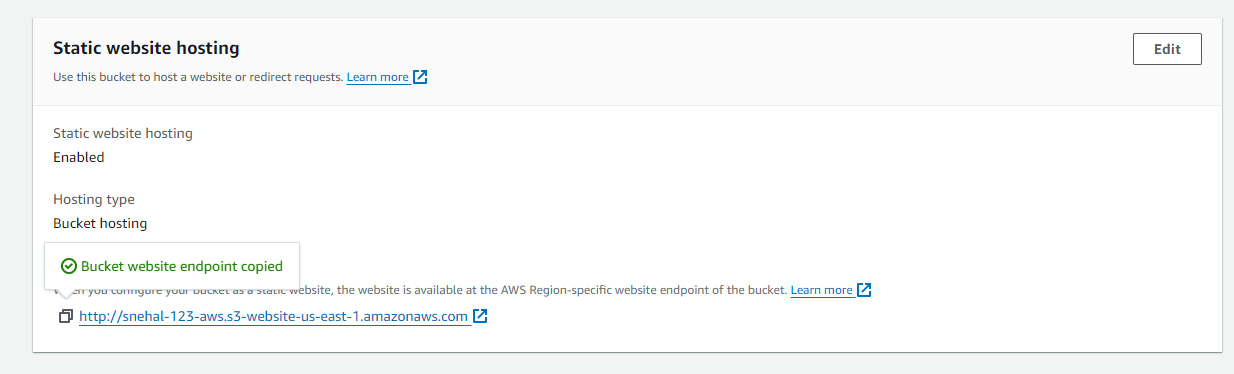 Static website hosting
Edit
Use this bucket to host a website or redirect requests. Learn more
Static website hosting
Enabled
Hosting type
Bucket hosting
Bucket website endpoint copied
you configure your bucket as a static website, the website is available at the AWS Region-specific website endpoint of the bucket. Learn more
http://snehal-123-aws.s3-website-us-east-1.amazonaws.com